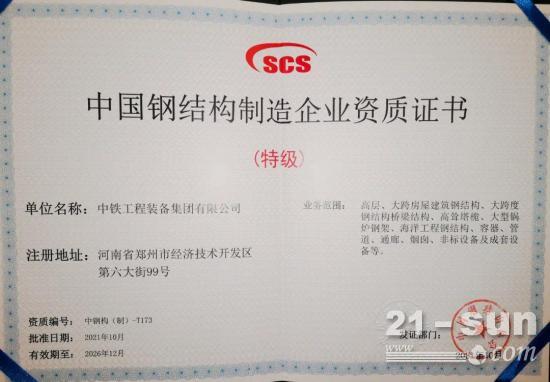 SCS
中国钢结构制造企业资质证书
(特级)
单位名称：中铁工程装备集团有限公司
注册地址：河南省郑州市经济技术开发区
第六大街99号
业务范围：高层、大跨房屋建筑钢结构、大跨度
钢结构桥梁结构、高耸塔桅、大型锅
炉钢架、海洋工程钢结构、容器、管
道、通廊、烟囱、非标设备及成套设
备等。
资质编号：中钢构（制）-T173
批准日期：2021年10月
有效期至：2026年12月
发证部门：
2021年10月
21-sun
.com